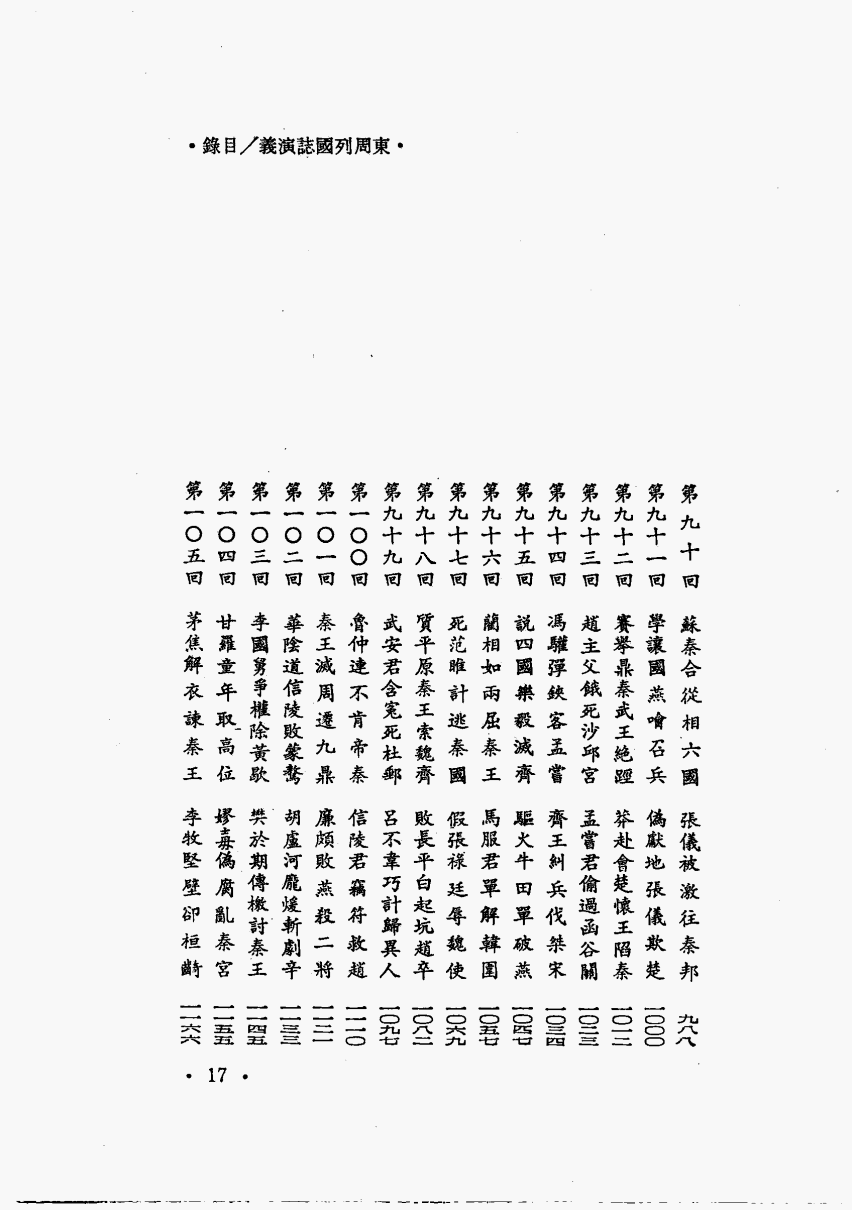 ・東周列國誌演義／目錄・
第九十回 蘇秦合從相六國 張儀被激往秦邦 九八八
第九十一回 學讓國燕噲召兵 偽獻地張儀欺楚 一〇〇〇
第九十二回 賽舉鼎秦武王絶脛 莽赴會楚懷王陷秦 一〇一二
第九十三回 趙主父餓死沙邱宮 孟嘗君偷過函谷關 一〇二三
第九十四回 馮驩彈鋏客孟嘗 齊王糾兵伐桀宋 一〇三四
第九十五回 說四國樂毅滅齊 驅火牛田單破燕 一〇四七
第九十六回 藺相如兩屈秦王 馬服君單解韓圍 一〇五七
第九十七回 死范睢計逃秦國 假張祿廷辱魏使 一〇六九
第九十八回 質平原秦王索魏齊 敗長平白起坑趙卒 一〇八二
第九十九回 武安君含冤死杜郵 呂不韋巧計歸異人 一〇九七
第一〇〇回 魯仲連不肯帝秦 信陵君竊符救趙 一一一〇
第一〇一回 秦王滅周遷九鼎 廉頗敗燕殺二將 一一二一
第一〇二回 華陰道信陵敗蒙驁 胡盧河龐煖斬劇辛 一一三三
第一〇三回 李國舅爭權除黃歇 樊於期傳檄討秦王 一一四五
第一〇四回 甘羅童年取高位 嫪毐偽腐亂秦宮 一一五五
第一〇五回 茅焦解衣諫秦王 李牧堅壁卻桓齮 一一六六
・17・